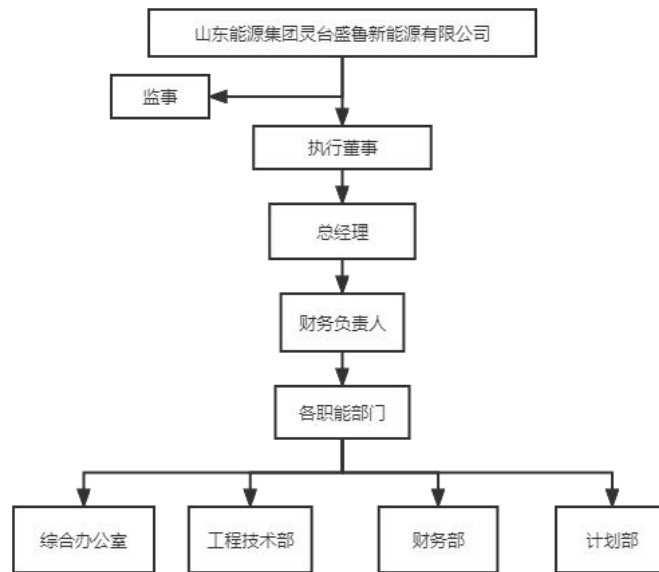 山东能源集团灵台盛鲁新能源有限公司
监事
执行董事
总经理
财务负责人
各职能部门
综合办公室
工程技术部
财务部
计划部